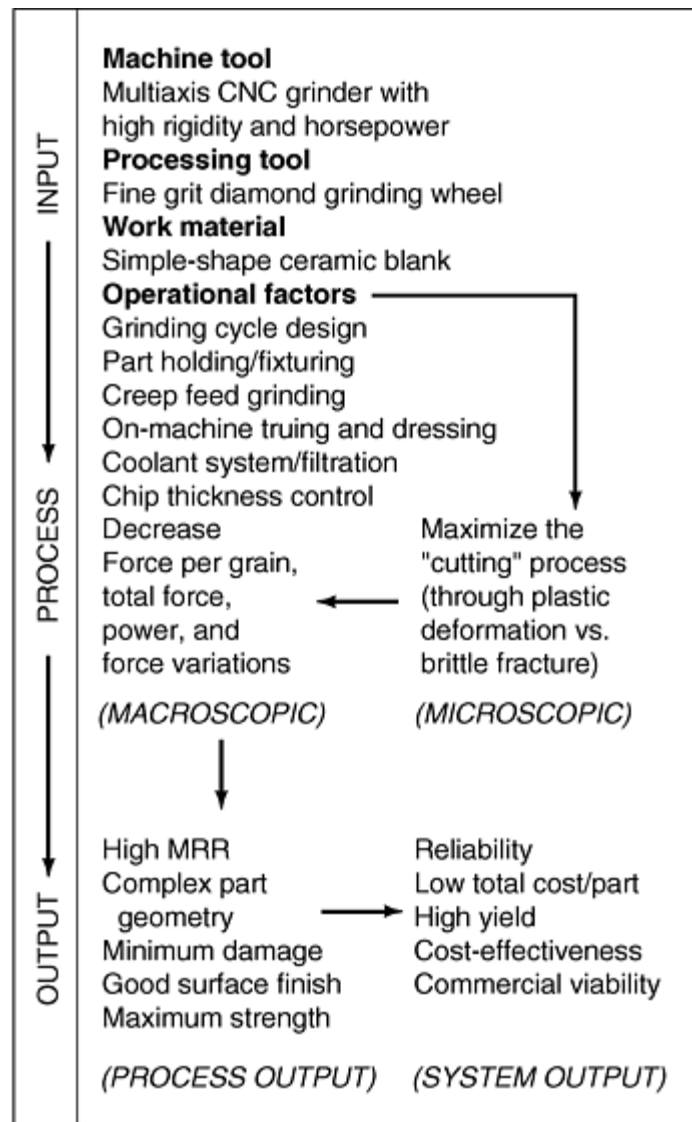 INPUT
PROCESS
OUTPUT
Machine tool
Multiaxis CNC grinder with
high rigidity and horsepower
Processing tool
Fine grit diamond grinding wheel
Work material
Simple-shape ceramic blank
Operational factors
Grinding cycle design
Part holding/fixturing
Creep feed grinding
On-machine truing and dressing
Coolant system/filtration
Chip thickness control
Decrease
Force per grain,
total force,
power, and
force variations
(MACROSCOPIC)
Maximize the
"cutting" process
(through plastic
deformation vs.
brittle fracture)
(MICROSCOPIC)
High MRR
Complex part
geometry
Minimum damage
Good surface finish
Maximum strength
(PROCESS OUTPUT)
Reliability
Low total cost/part
High yield
Cost-effectiveness
Commercial viability
(SYSTEM OUTPUT)